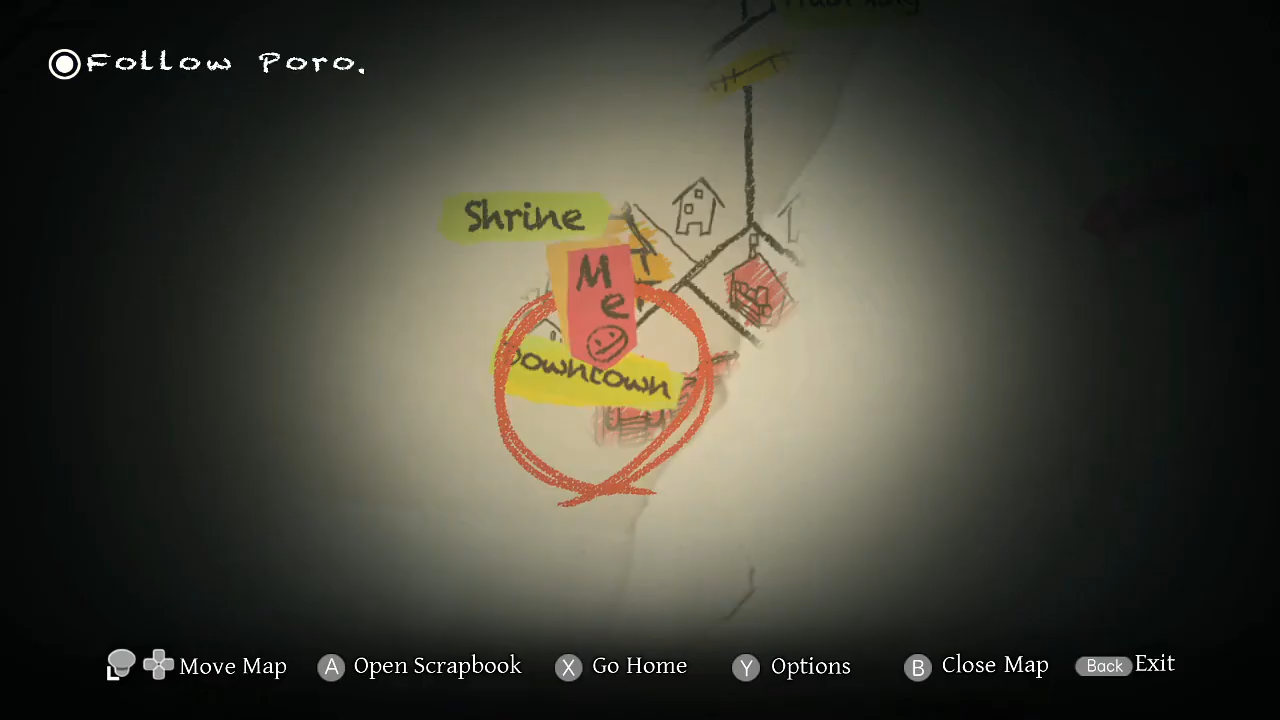 Follow Poro.
Shrine
Me
Downtown
L Move Map A Open Scrapbook X Go Home Y Options B Close Map Back Exit